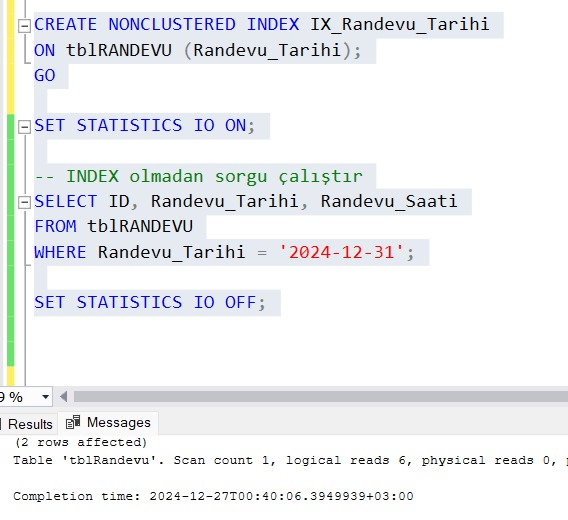 CREATE NONCLUSTERED INDEX IX_Randevu_Tarihi
ON tblRANDEVU (Randevu_Tarihi);
GO
SET STATISTICS IO ON;
-- INDEX olmadan sorgu çalıştır
SELECT ID, Randevu_Tarihi, Randevu_Saati
FROM tblRANDEVU
WHERE Randevu_Tarihi = '2024-12-31';
SET STATISTICS IO OFF;
9 %
Results Messages
(2 rows affected)
Table 'tblRandevu'. Scan count 1, logical reads 6, physical reads 0,
Completion time: 2024-12-27T00:40:06.3949939+03:00